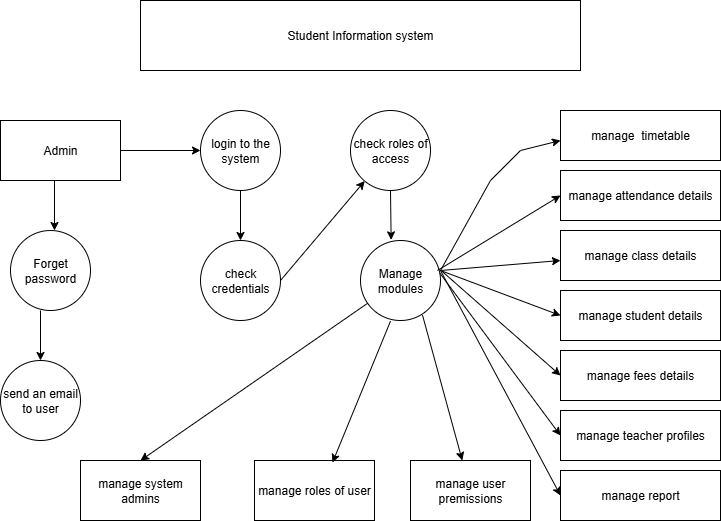 Student Information system
Admin
login to the
system
check roles of
access
manage  timetable
manage attendance details
Forget
password
check
credentials
Manage
modules
manage class details
manage student details
send an email
to user
manage fees details
manage teacher profiles
manage system
admins
manage roles of user
manage user
premissions
manage report